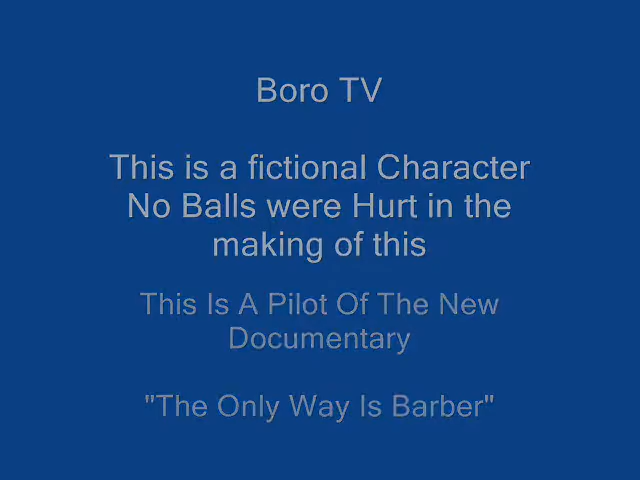 Boro TV
This is a fictional Character
No Balls were Hurt in the
making of this
This Is A Pilot Of The New
Documentary
"The Only Way Is Barber"